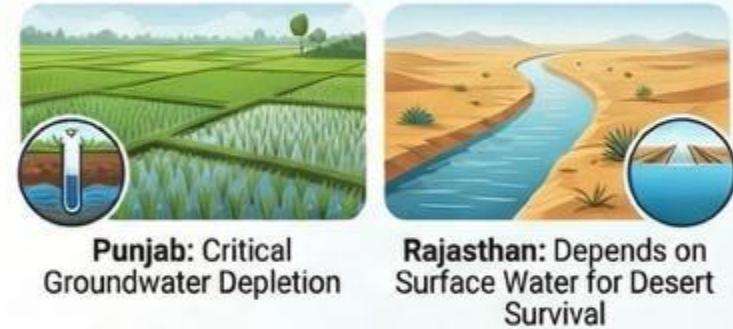 Punjab: Critical
Groundwater Depletion
Rajasthan: Depends on
Surface Water for Desert
Survival